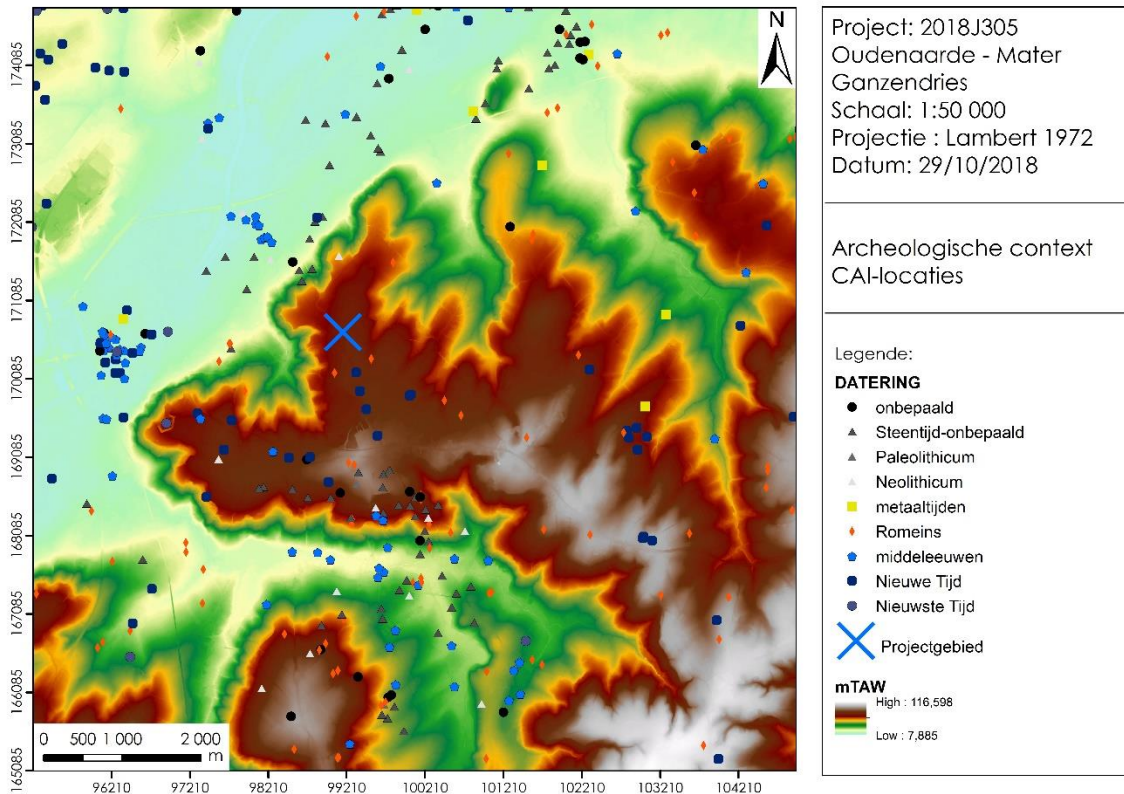 N
174085
173085
172085
171085
170085
169085
168085
167085
166085
165085
0 500 1 000 2 000
m
96210 97210 98210 99210 100210 101210 102210 103210 104210
Project: 2018J305
Oudenaarde - Mater
Ganzendries
Schaal: 1:50 000
Projectie : Lambert 1972
Datum: 29/10/2018
Archeologische context
CAI-locaties
Legende:
DATERING
onbepaald
Steentijd-onbepaald
Paleolithicum
Neolithicum
metaaltijden
Romeins
middeleeuwen
Nieuwe Tijd
Nieuwste Tijd
Projectgebied
mTAW
High : 116,598
Low : 7,885